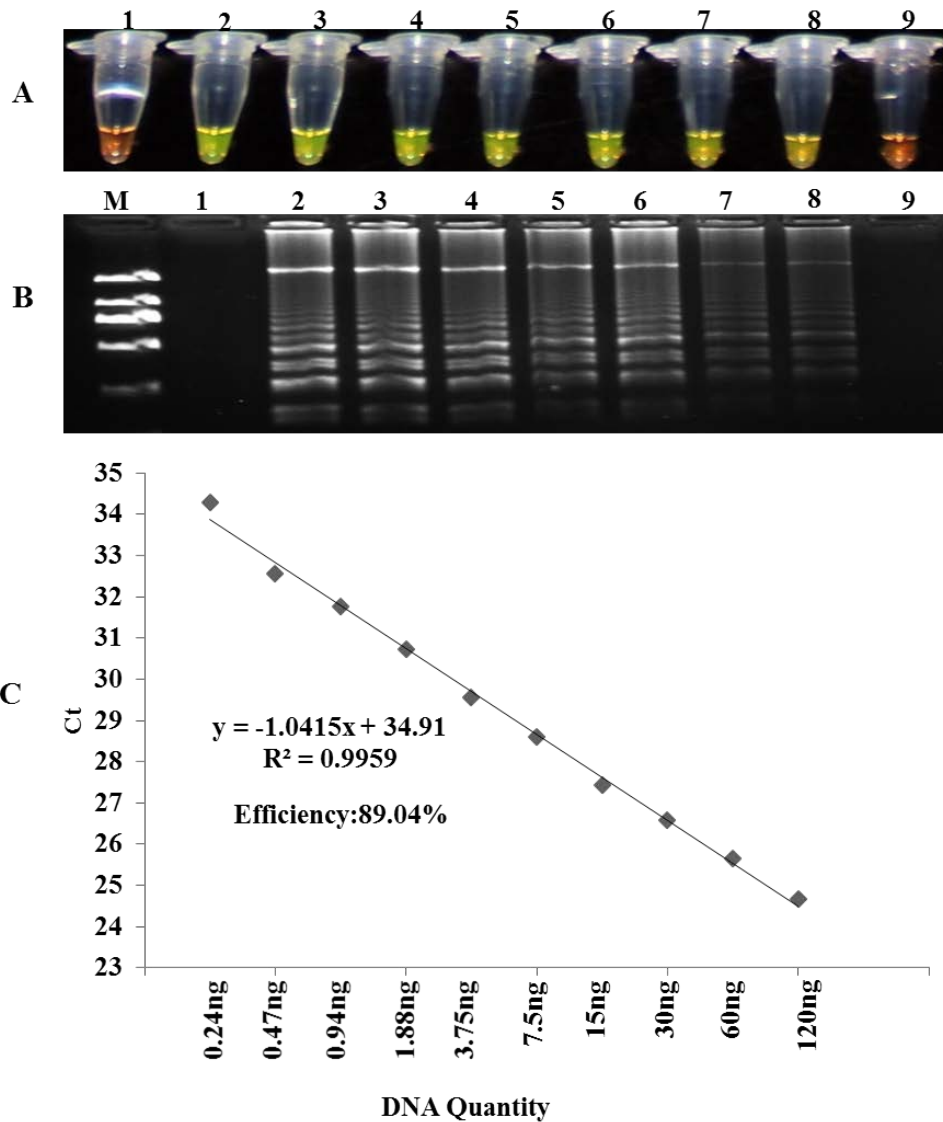 1 2 3 4 5 6 7 8 9
A
M 1 2 3 4 5 6 7 8 9
B
35
34
33
32
31
30
29
28
27
26
25
24
23
C
Ct
y = -1.0415x + 34.91
R² = 0.9959
Efficiency:89.04%
0.24ng
0.47ng
0.94ng
1.88ng
3.75ng
7.5ng
15ng
30ng
60ng
120ng
DNA Quantity